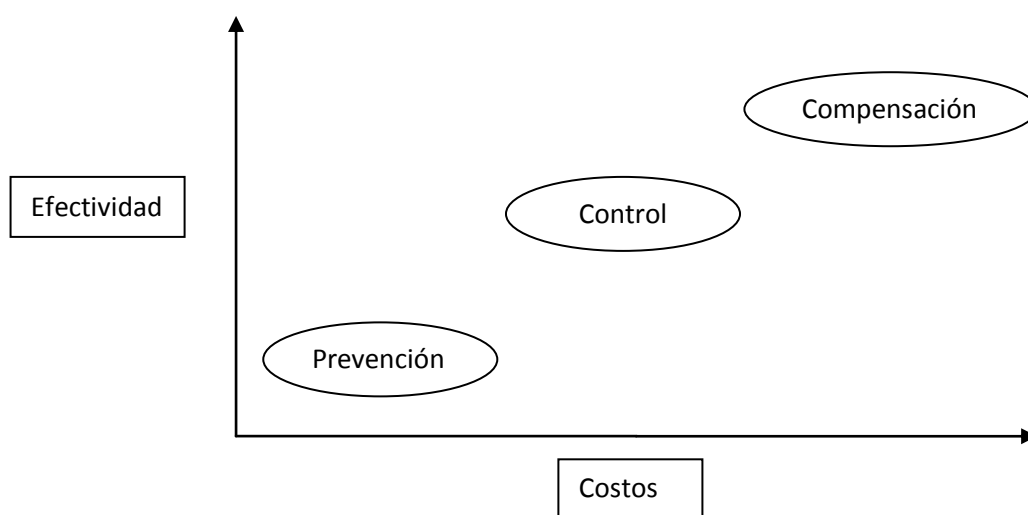 Compensación
Efectividad
Control
Prevención
Costos